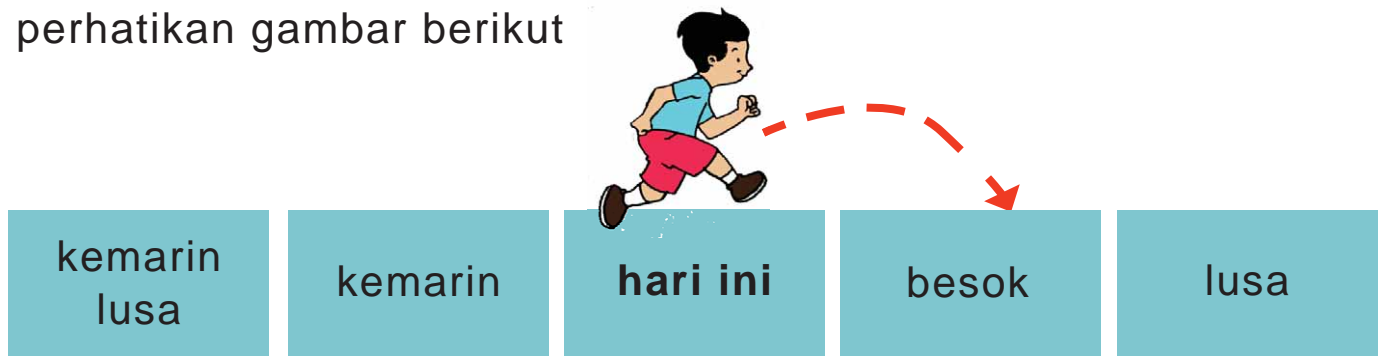 perhatikan gambar berikut
kemarin
lusa
kemarin
hari ini
besok
lusa